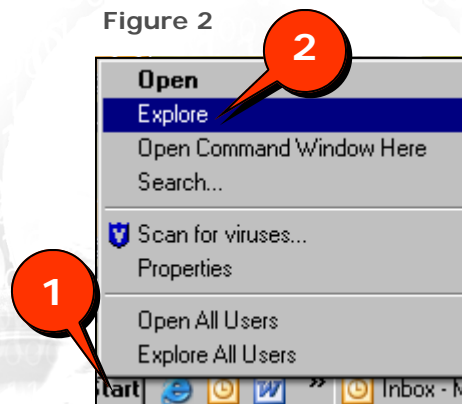 Figure 2
2
Open
Explore
Open Command Window Here
Search...
Scan for viruses...
Properties
1
Open All Users
Explore All Users
tart » Inbox - M